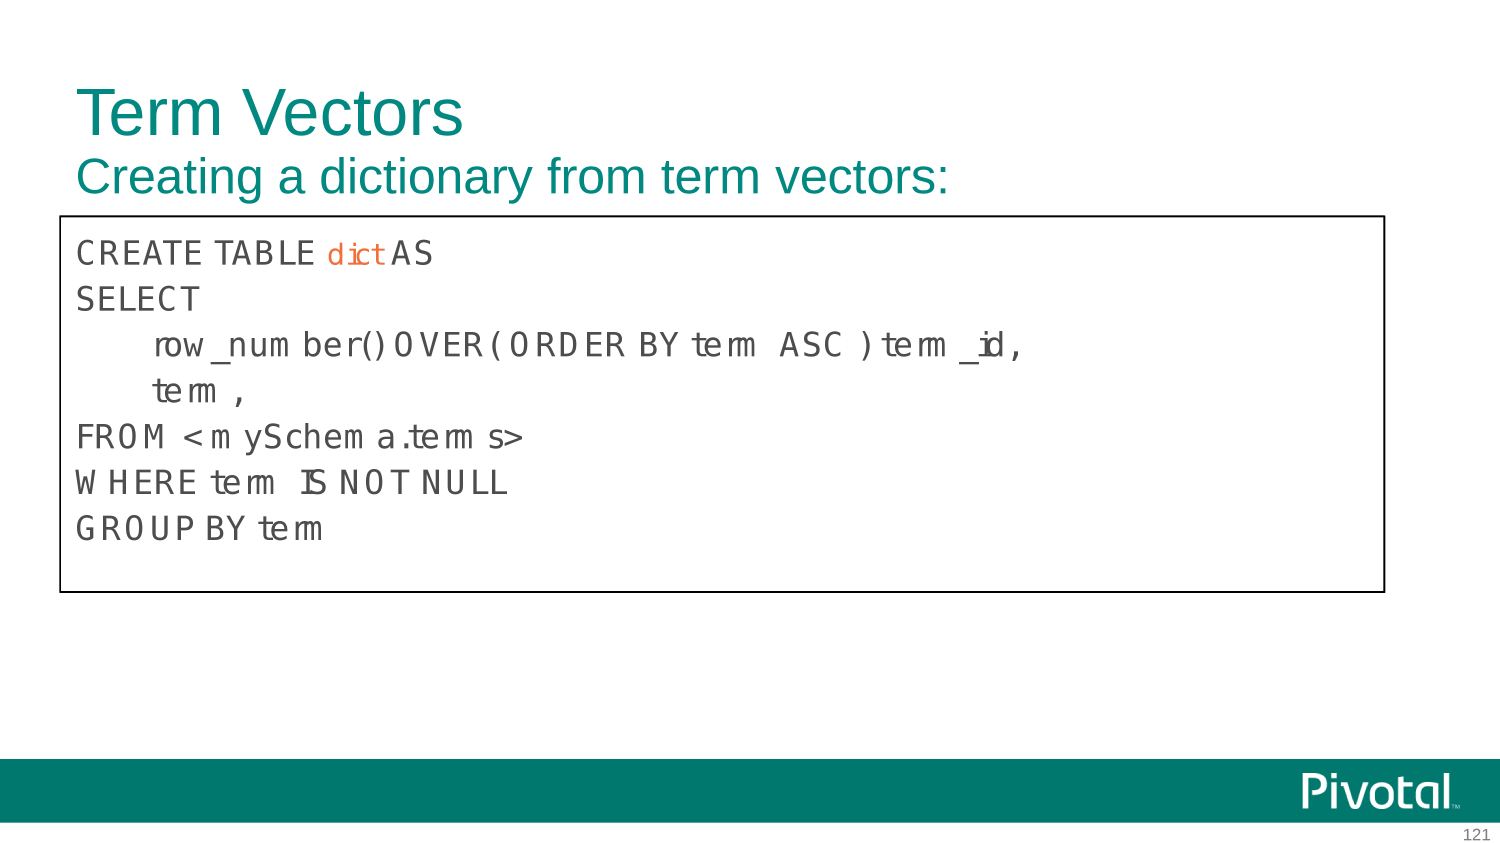 Term Vectors
Creating a dictionary from term vectors:
CREATE TABLE dict AS
SELECT
row_number() OVER( ORDER BY term ASC ) term_id,
term ,
FROM <mySchema.terms>
WHERE term IS NOT NULL
GROUP BY term
Pivotal™
121